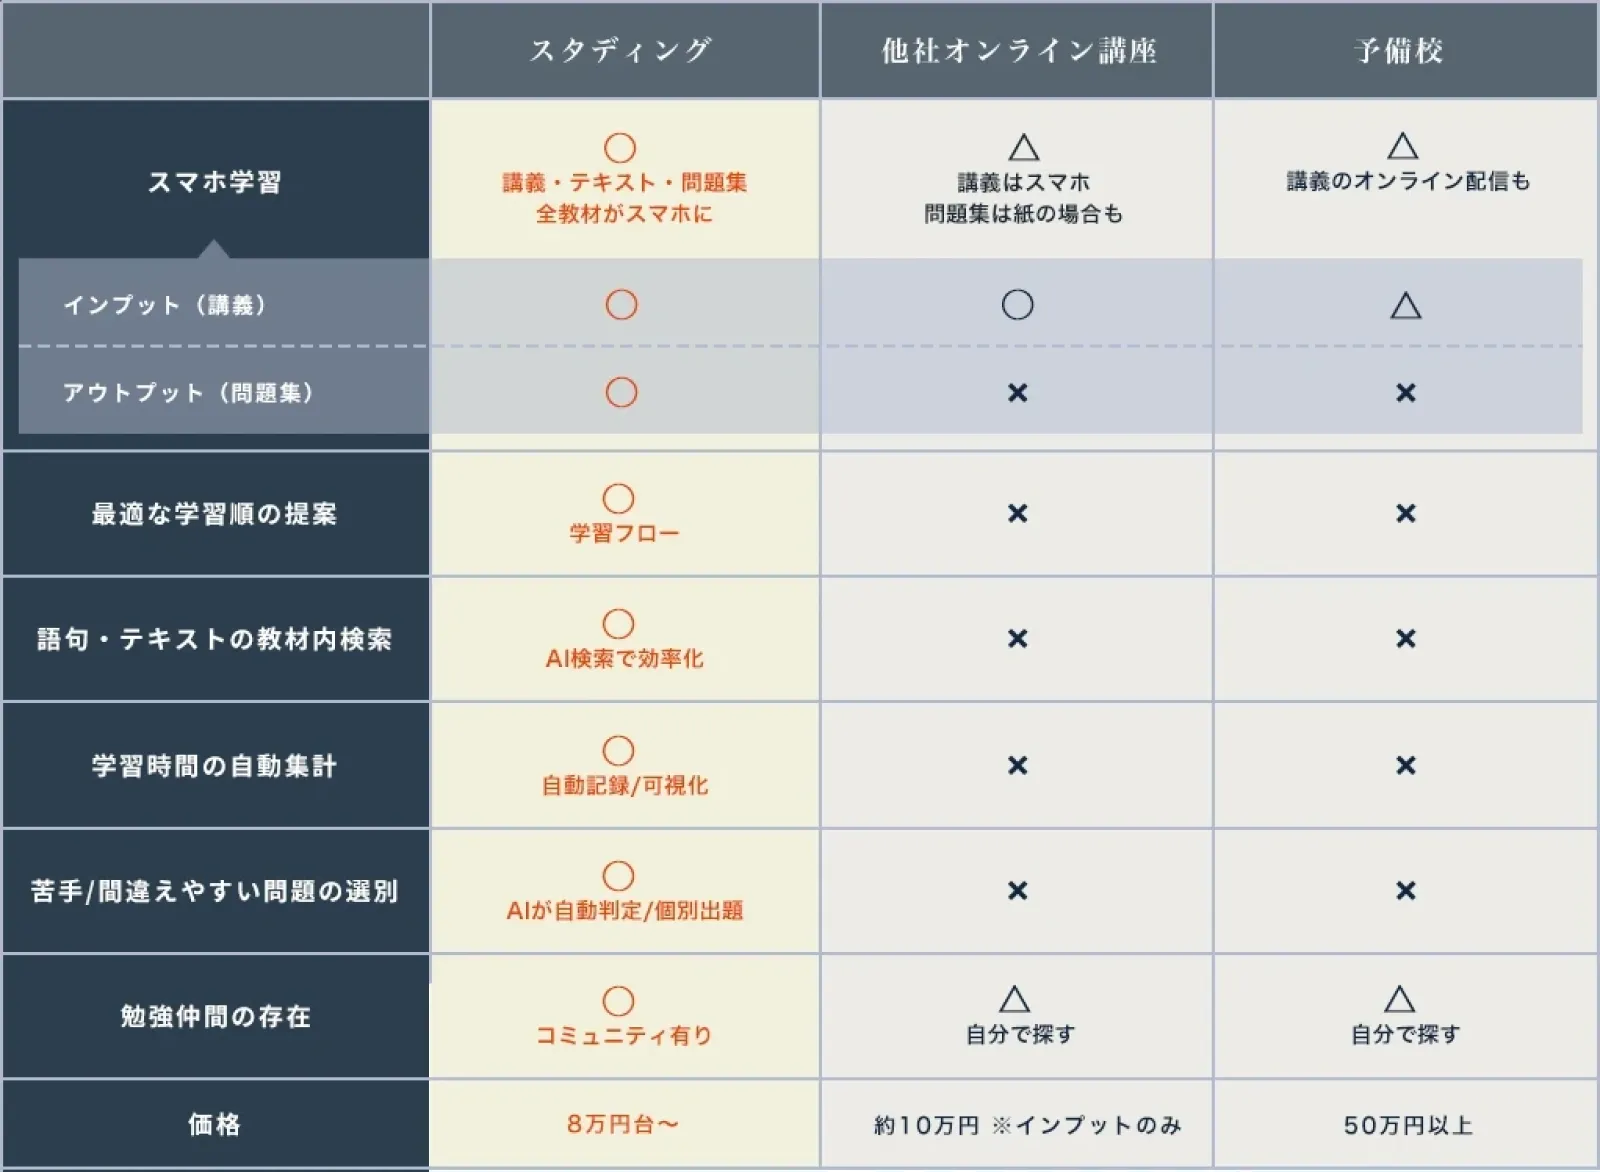 スタディング 他社オンライン講座 予備校
スマホ学習
○ △ △
講義・テキスト・問題集 講義はスマホ 講義のオンライン配信も
全教材がスマホに 問題集は紙の場合も
インプット（講義） ○ ○ △
アウトプット（問題集） ○ × ×
最適な学習順の提案 ○ × ×
学習フロー
語句・テキストの教材内検索 ○ × ×
AI検索で効率化
学習時間の自動集計 ○ × ×
自動記録/可視化
苦手/間違えやすい問題の選別 ○ × ×
AIが自動判定/個別出題
勉強仲間の存在 ○ △ △
コミュニティ有り 自分で探す 自分で探す
価格 8万円台〜 約10万円 ※インプットのみ 50万円以上